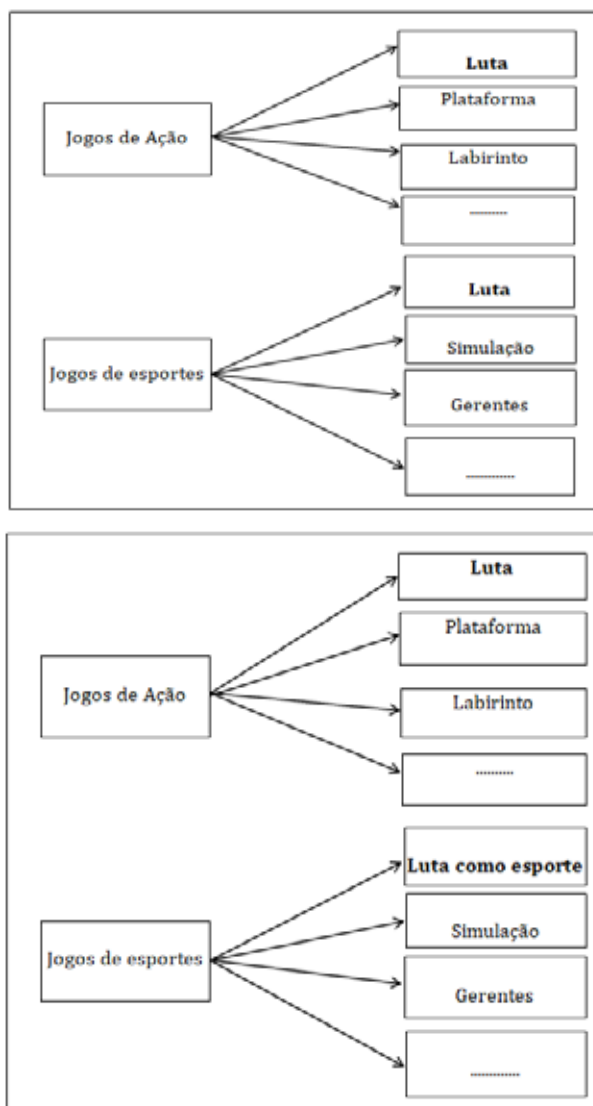 Luta
Plataforma
Jogos de Ação
Labirinto
..........
Luta
Simulação
Jogos de esportes
Gerentes
............
Luta
Plataforma
Jogos de Ação
Labirinto
..........
Luta como esporte
Simulação
Jogos de esportes
Gerentes
............